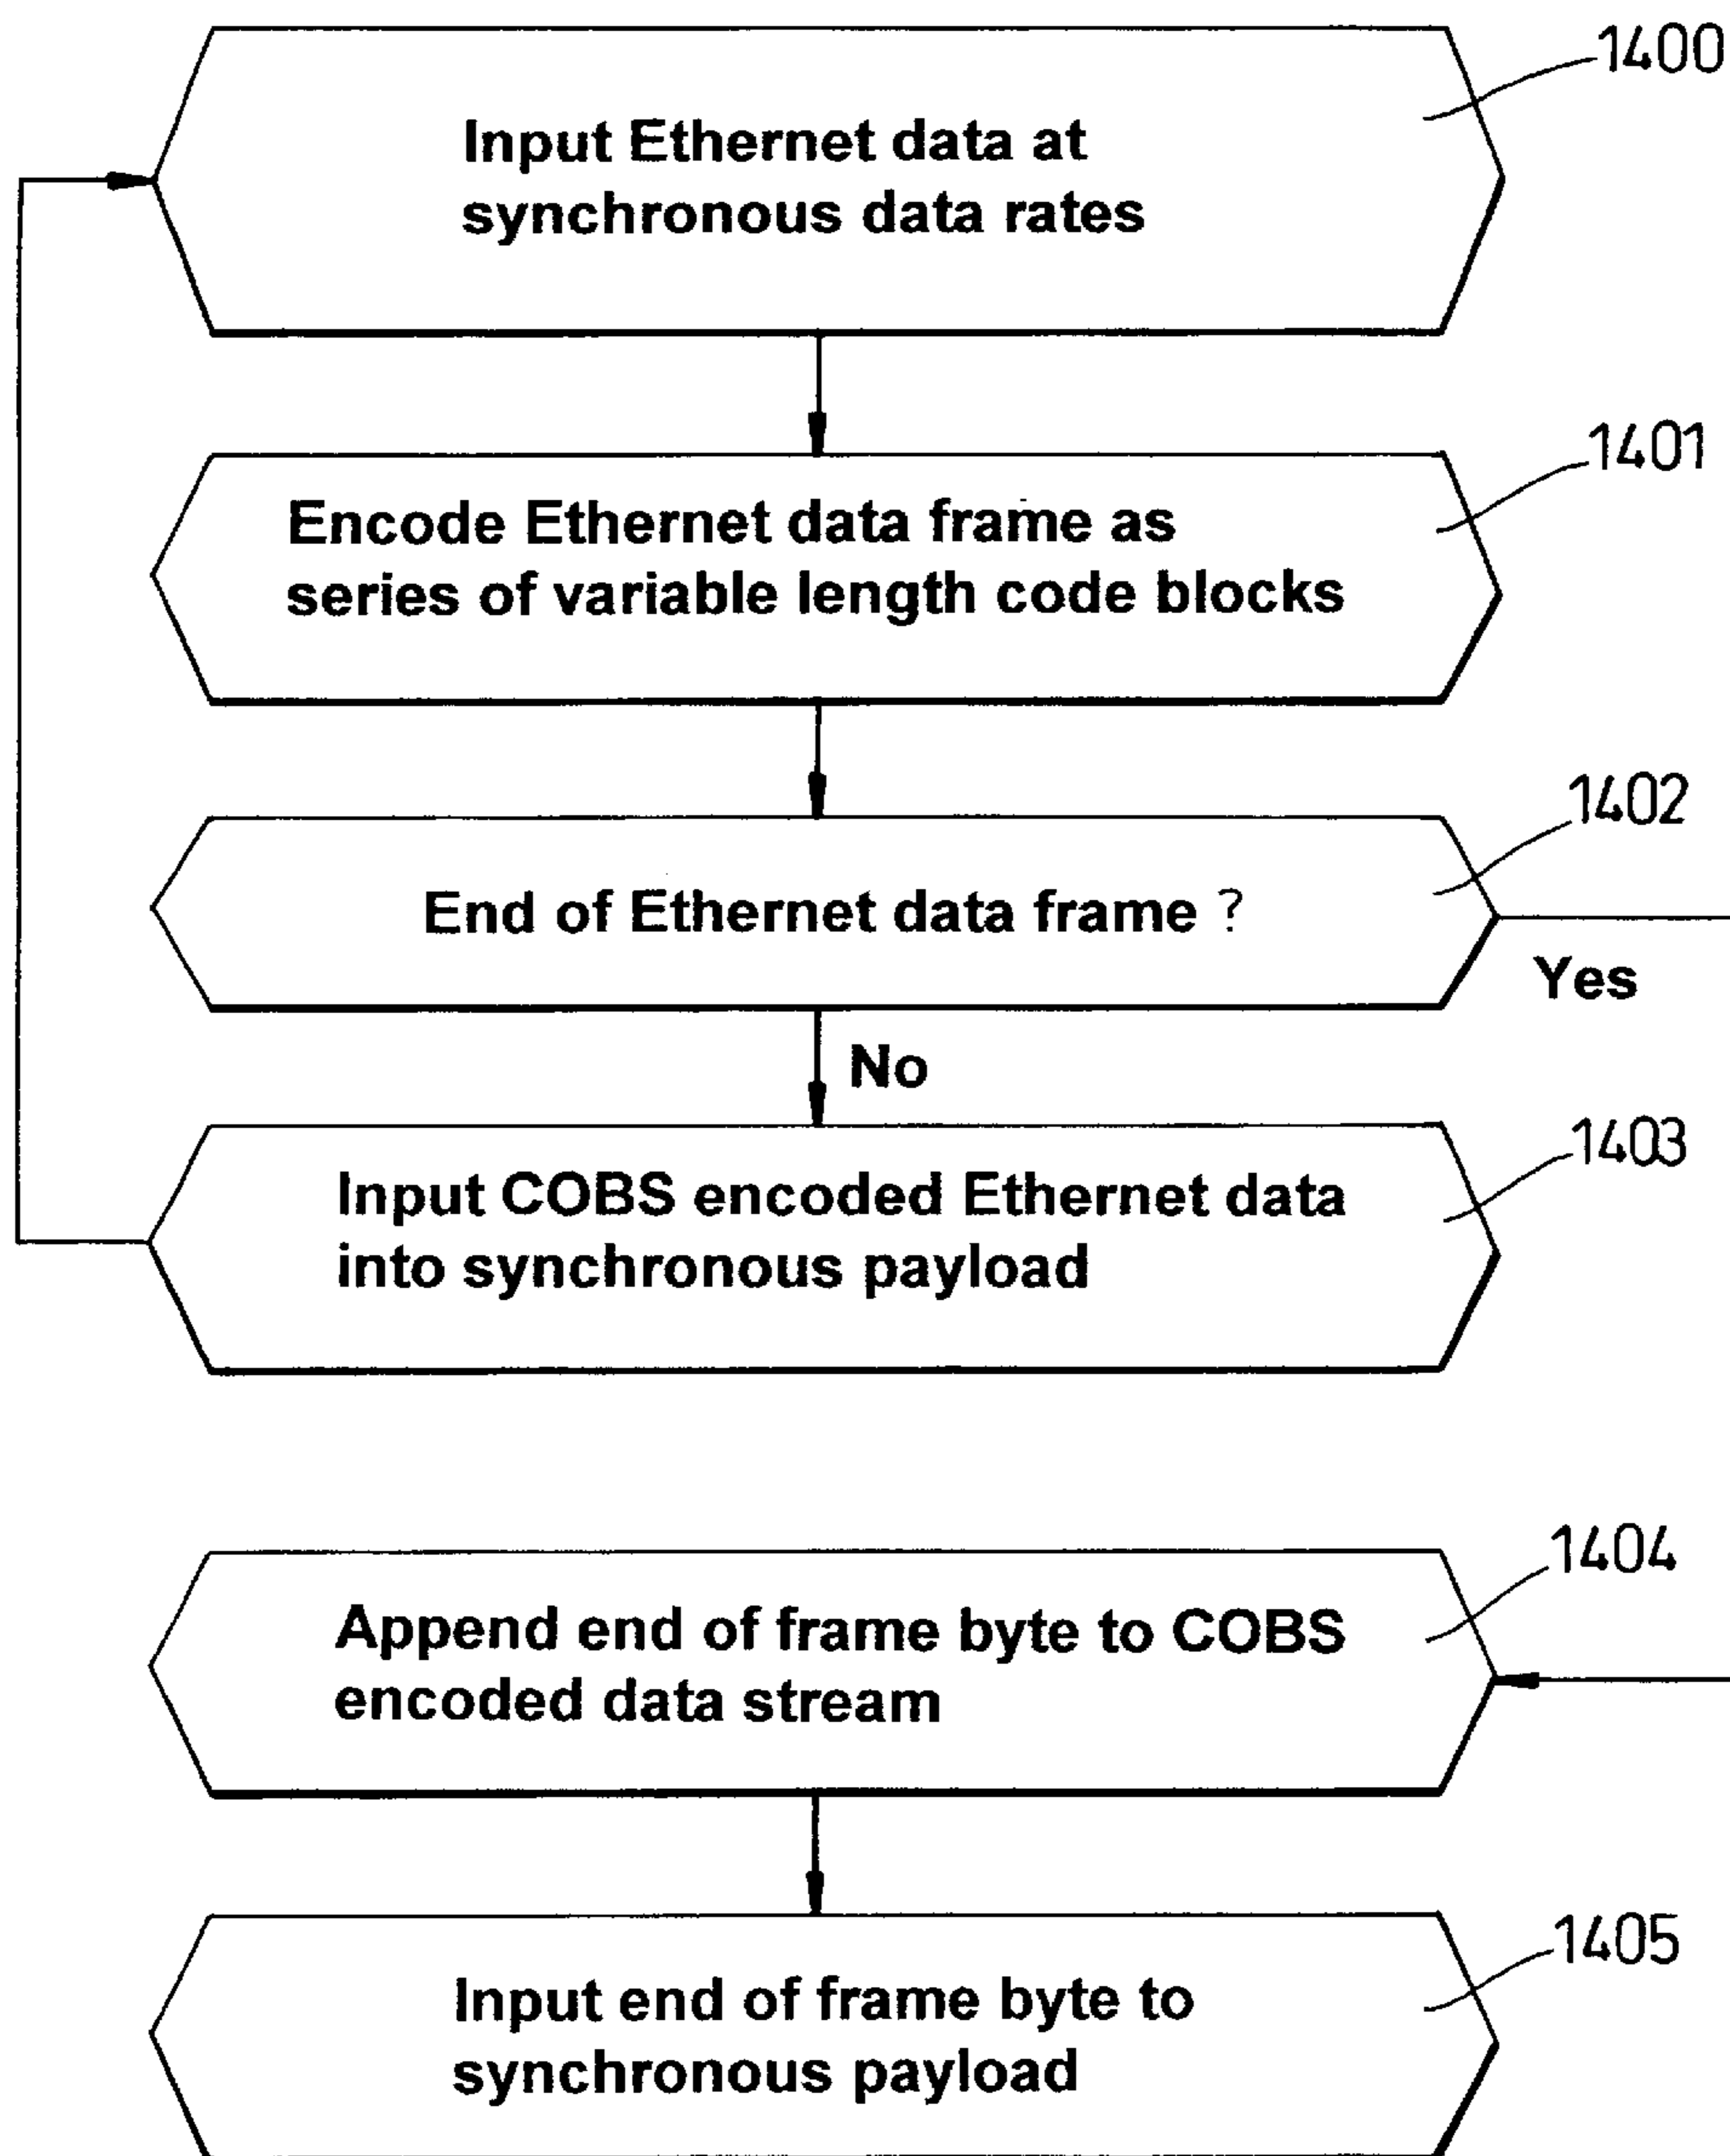 1400
Input Ethernet data at
synchronous data rates
1401
Encode Ethernet data frame as
series of variable length code blocks
1402
End of Ethernet data frame ?
Yes
No
1403
Input COBS encoded Ethernet data
into synchronous payload
1404
Append end of frame byte to COBS
encoded data stream
1405
Input end of frame byte to
synchronous payload